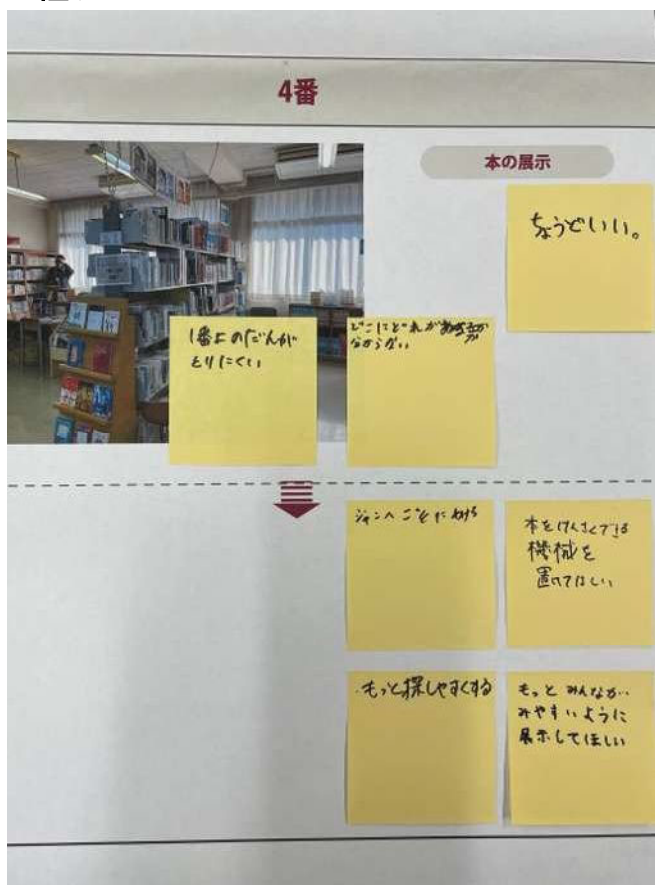 4番
本の展示
ちょうどいい。
1番上のだんが
とりにくい
どこにどれがあるか
わからない
ジャンルごとに分ける
本をけんさくできる
機械を
置いてほしい
・もっと探しやすくする
もっと みんなが
みやすいように
展示してほしい